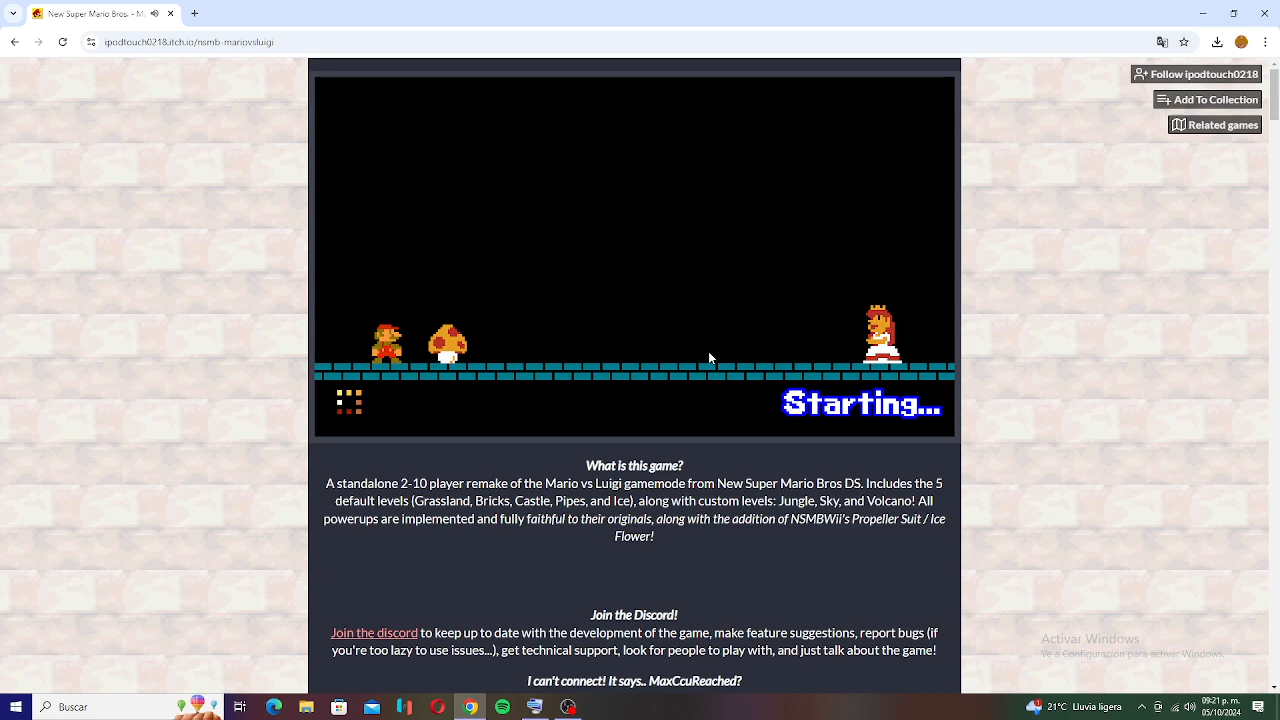 New Super Mario Bros. - M
ipodtouch0218.itch.io/nsmb-mariovsluigi
Follow ipodtouch0218
Add To Collection
Related games
Starting...
What is this game?
A standalone 2-10 player remake of the Mario vs Luigi gamemode from New Super Mario Bros DS. Includes the 5
default levels (Grassland, Bricks, Castle, Pipes, and Ice), along with custom levels: Jungle, Sky, and Volcano! All
powerups are implemented and fully faithful to their originals, along with the addition of NSMBWii's Propeller Suit / Ice
Flower!
Join the Discord!
Join the discord to keep up to date with the development of the game, make feature suggestions, report bugs (if
you're too lazy to use issues...), get technical support, look for people to play with, and just talk about the game!
I can't connect! It says.. MaxCcuReached?
Activar Windows
Ve a Configuración para activar Windows.
Buscar
21°C Lluvia ligera
09:21 p. m.
05/10/2024